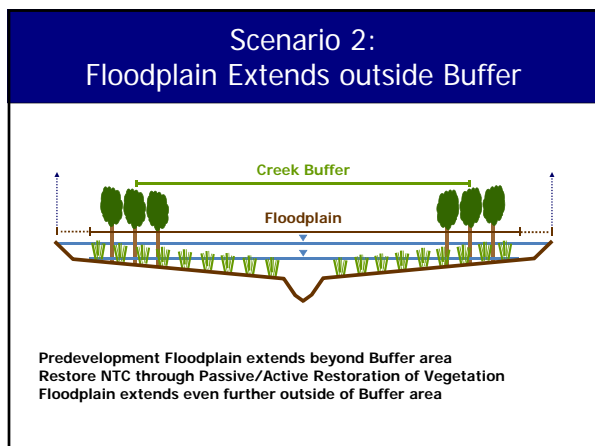 Scenario 2:
Floodplain Extends outside Buffer
Creek Buffer
Floodplain
Predevelopment Floodplain extends beyond Buffer area
Restore NTC through Passive/Active Restoration of Vegetation
Floodplain extends even further outside of Buffer area